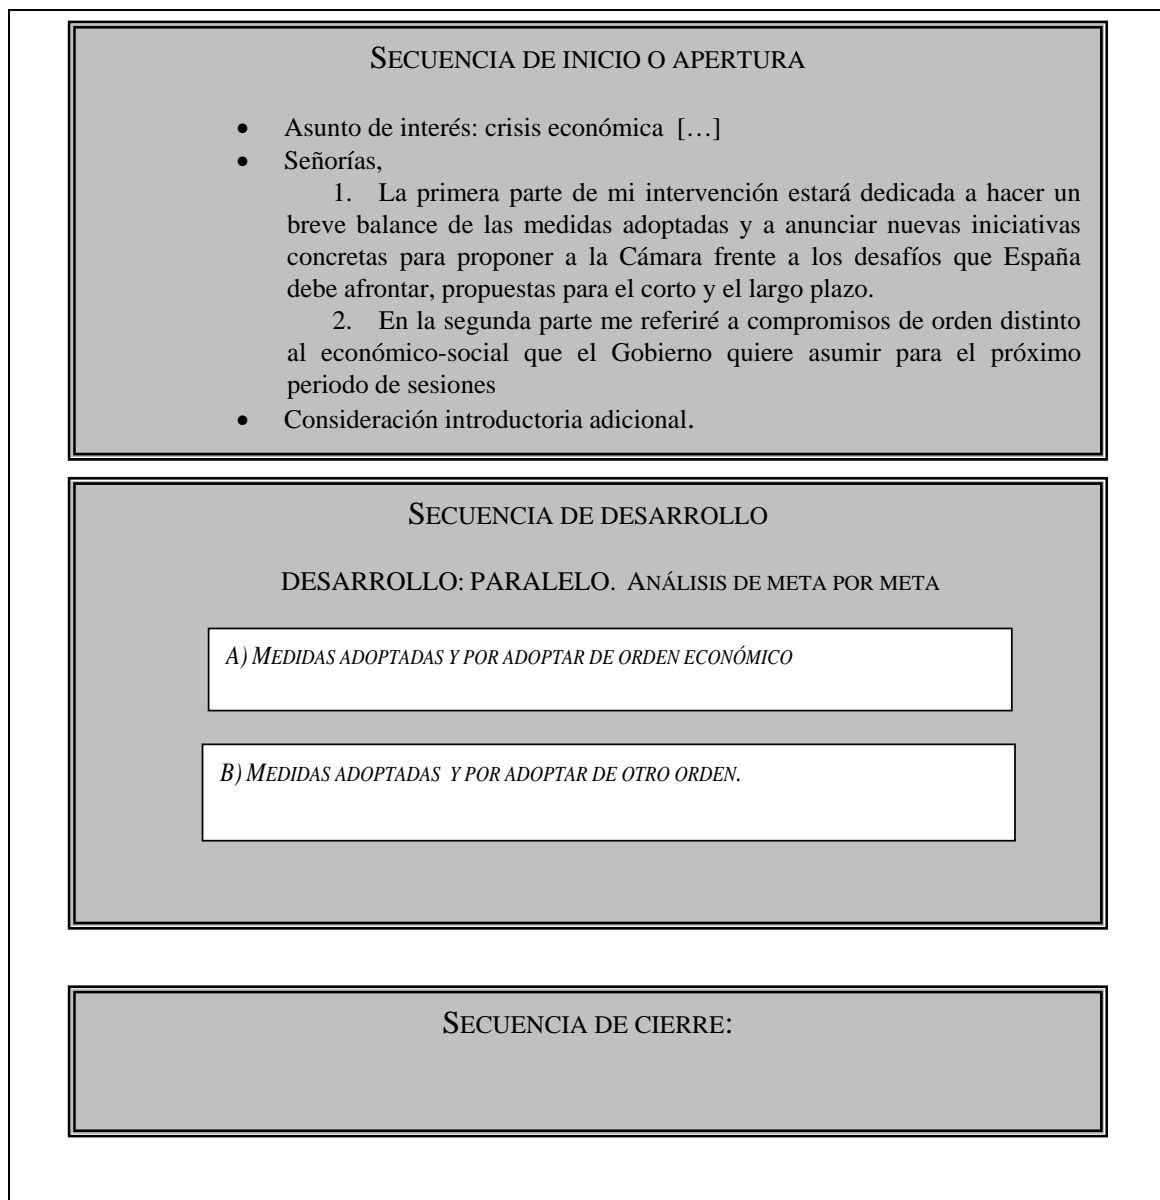 SECUENCIA DE INICIO O APERTURA
• Asunto de interés: crisis económica […]
• Señorías,
1. La primera parte de mi intervención estará dedicada a hacer un
breve balance de las medidas adoptadas y a anunciar nuevas iniciativas
concretas para proponer a la Cámara frente a los desafíos que España
debe afrontar, propuestas para el corto y el largo plazo.
2. En la segunda parte me referiré a compromisos de orden distinto
al económico-social que el Gobierno quiere asumir para el próximo
periodo de sesiones
• Consideración introductoria adicional.
SECUENCIA DE DESARROLLO
DESARROLLO: PARALELO. ANÁLISIS DE META POR META
A) MEDIDAS ADOPTADAS Y POR ADOPTAR DE ORDEN ECONÓMICO
B) MEDIDAS ADOPTADAS Y POR ADOPTAR DE OTRO ORDEN.
SECUENCIA DE CIERRE: